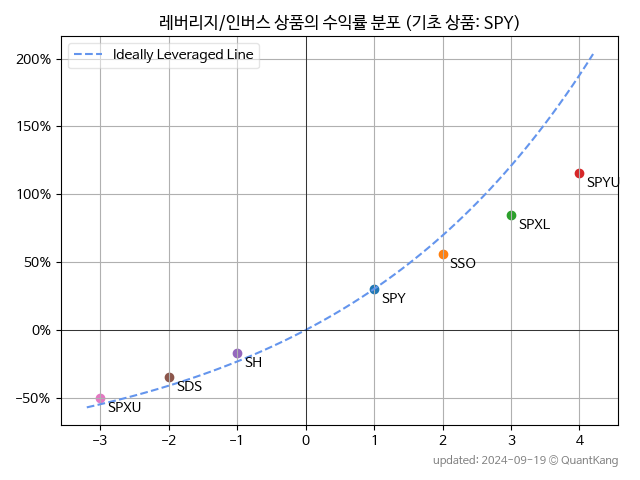 레버리지/인버스 상품의 수익률 분포 (기초 상품: SPY)
Ideally Leveraged Line
200%
150%
100%
50%
0%
−50%
SPYU
SPXL
SSO
SPY
SH
SDS
SPXU
−3 −2 −1 0 1 2 3 4
updated: 2024-09-19 © QuantKang